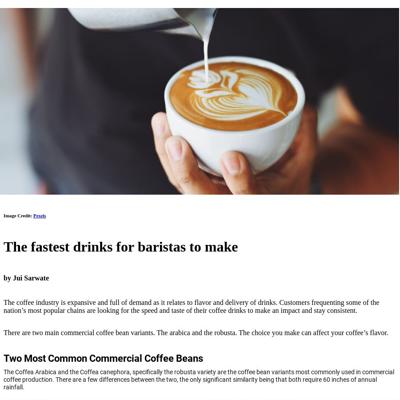 Image Credit: Pexels
The fastest drinks for baristas to make
by Jui Sarwate
The coffee industry is expansive and full of demand as it relates to flavor and delivery of drinks. Customers frequenting some of the
nation's most popular chains are looking for the speed and taste of their coffee drinks to make an impact and stay consistent.
There are two main commercial coffee bean variants. The arabica and the robusta. The choice you make can affect your coffee's flavor.
Two Most Common Commercial Coffee Beans
The Coffea Arabica and the Coffea canephora, specifically the robusta variety are the coffee bean variants most commonly used in commercial
coffee production. There are a few differences between the two, the only significant similarity being that both require 60 inches of annual
rainfall.